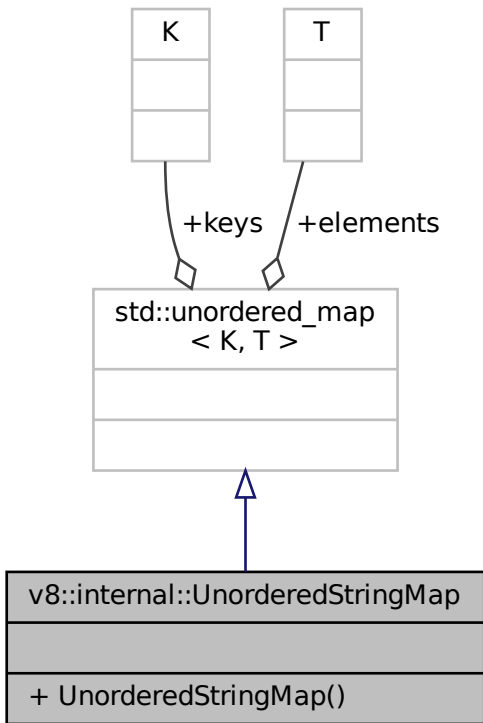 K
T
+keys
+elements
std::unordered_map
< K, T >
v8::internal::UnorderedStringMap
+ UnorderedStringMap()